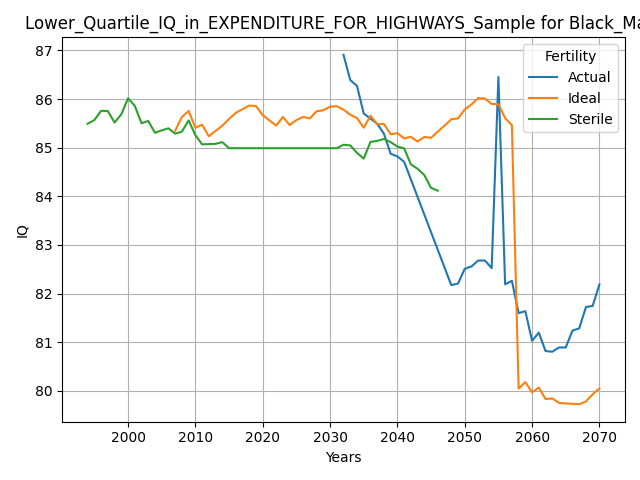 Lower_Quartile_IQ_in_EXPENDITURE_FOR_HIGHWAYS_Sample for Black_Ma
Fertility
Actual
Ideal
Sterile
87
86
85
84
83
82
81
80
IQ
2000 2010 2020 2030 2040 2050 2060 2070
Years